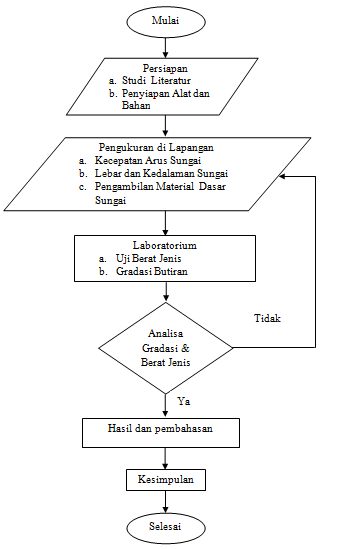 Mulai
Persiapan
a. Studi Literatur
b. Penyiapan Alat dan
Bahan
Pengukuran di Lapangan
a. Kecepatan Arus Sungai
b. Lebar dan Kedalaman Sungai
c. Pengambilan Material Dasar
Sungai
Laboratorium
a. Uji Berat Jenis
b. Gradasi Butiran
Tidak
Analisa
Gradasi &
Berat Jenis
Ya
Hasil dan pembahasan
Kesimpulan
Selesai